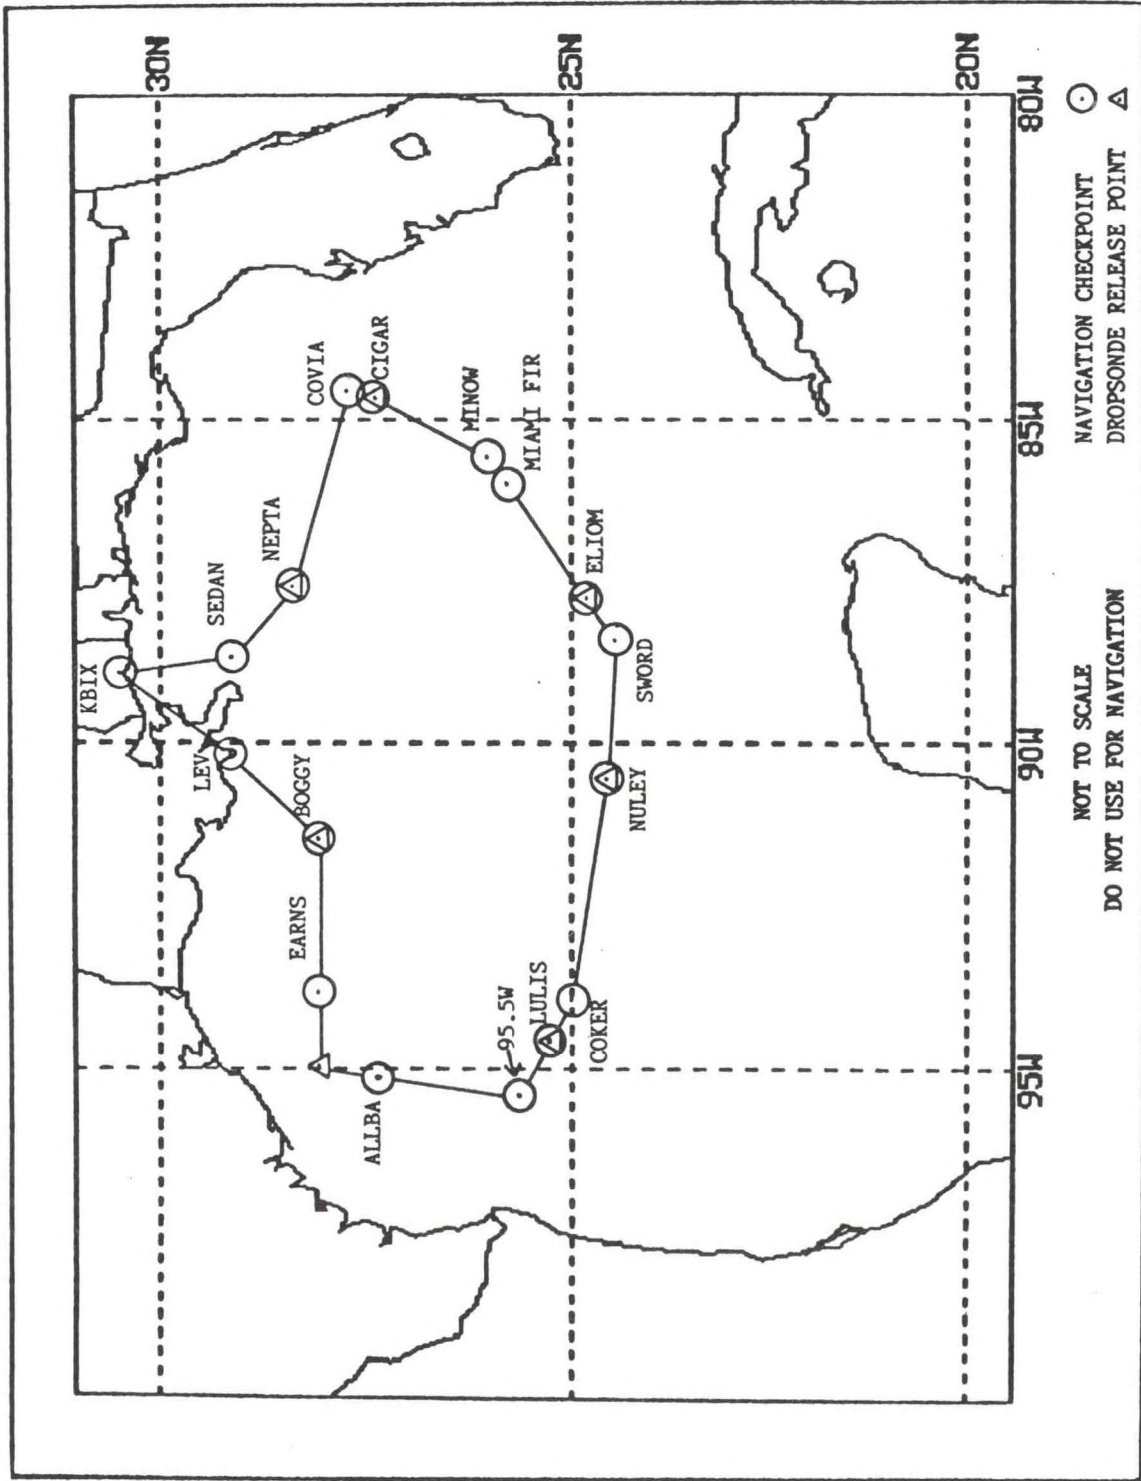 30N
25N
20N
80W
85W
90W
95W
KBIX
SEDAN
NEPTA
COVIA
CIGAR
MINOW
MIAMI FIR
ELIOM
SWORD
NULEY
COKER
LULIS
95.5W
ALLBA
EARNS
BOGGY
LEV
NAVIGATION CHECKPOINT
DROPSONDE RELEASE POINT
NOT TO SCALE
DO NOT USE FOR NAVIGATION